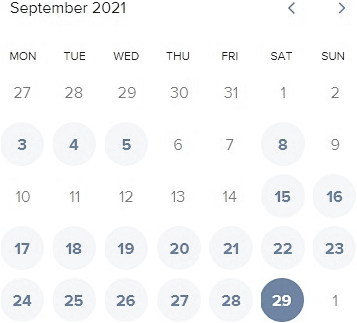 September 2021
MON TUE WED THU FRI SAT SUN
27 28 29 30 31 1 2
3 4 5 6 7 8 9
10 11 12 13 14 15 16
17 18 19 20 21 22 23
24 25 26 27 28 29 1